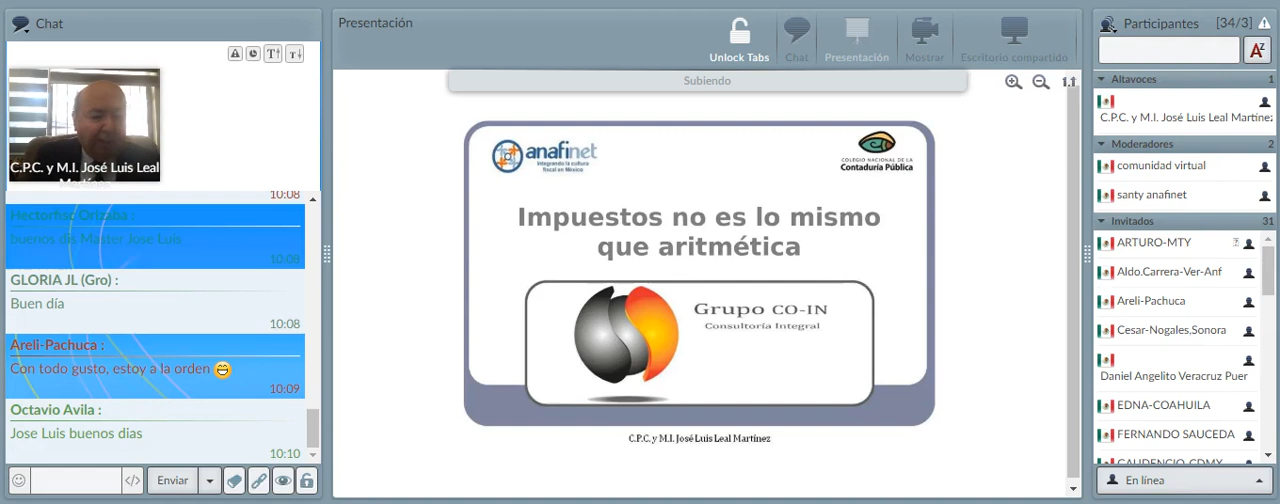 Chat
C.P.C. y M.I. José Luis Leal
Martínez
10:08
Hectorfisc Orizaba :
buenos dis Master Jose Luis
10:08
GLORIA JL (Gro) :
Buen día
10:08
Areli-Pachuca :
Con todo gusto, estoy a la orden
10:09
Octavio Avila :
Jose Luis buenos dias
10:10
Enviar
Presentación
Unlock Tabs
Chat
Presentación
Mostrar
Escritorio compartido
Subiendo
1:1
anafinet
integrando la cultura
fiscal en México
COLEGIO NACIONAL DE LA
Contaduría Pública
Impuestos no es lo mismo
que aritmética
Grupo CO-IN
Consultoría Integral
C.P.C. y M.I. José Luis Leal Martínez
Participantes [34/3]
Altavoces 1
C.P.C. y M.I. José Luis Leal Martínez
Moderadores 2
comunidad virtual
santy anafinet
Invitados 31
ARTURO-MTY
Aldo.Carrera-Ver-Anf
Areli-Pachuca
Cesar-Nogales,Sonora
Daniel Angelito Veracruz Puer
EDNA-COAHUILA
FERNANDO SAUCEDA
GAUDENCIO-CDMX
En línea